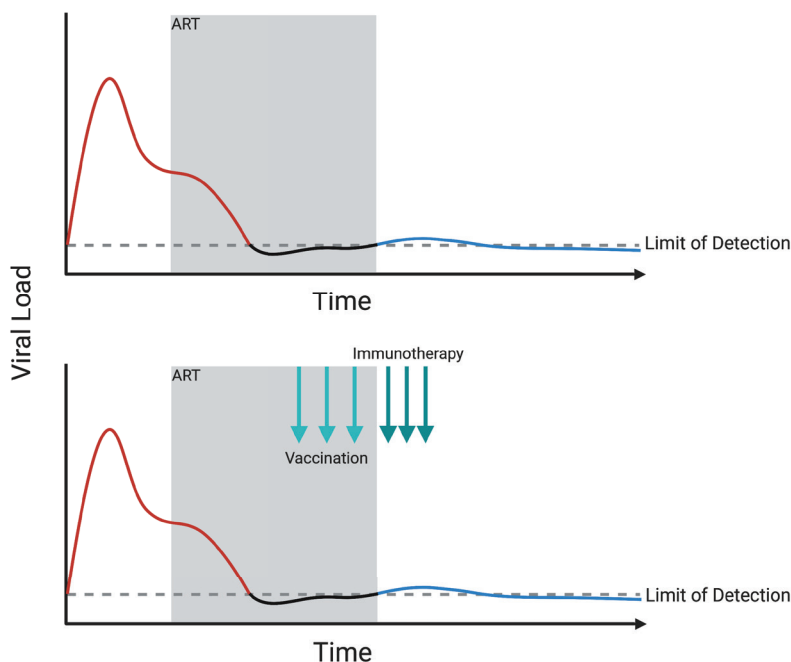 ART
Limit of Detection
Time
Viral Load
Immunotherapy
ART
Vaccination
Limit of Detection
Time